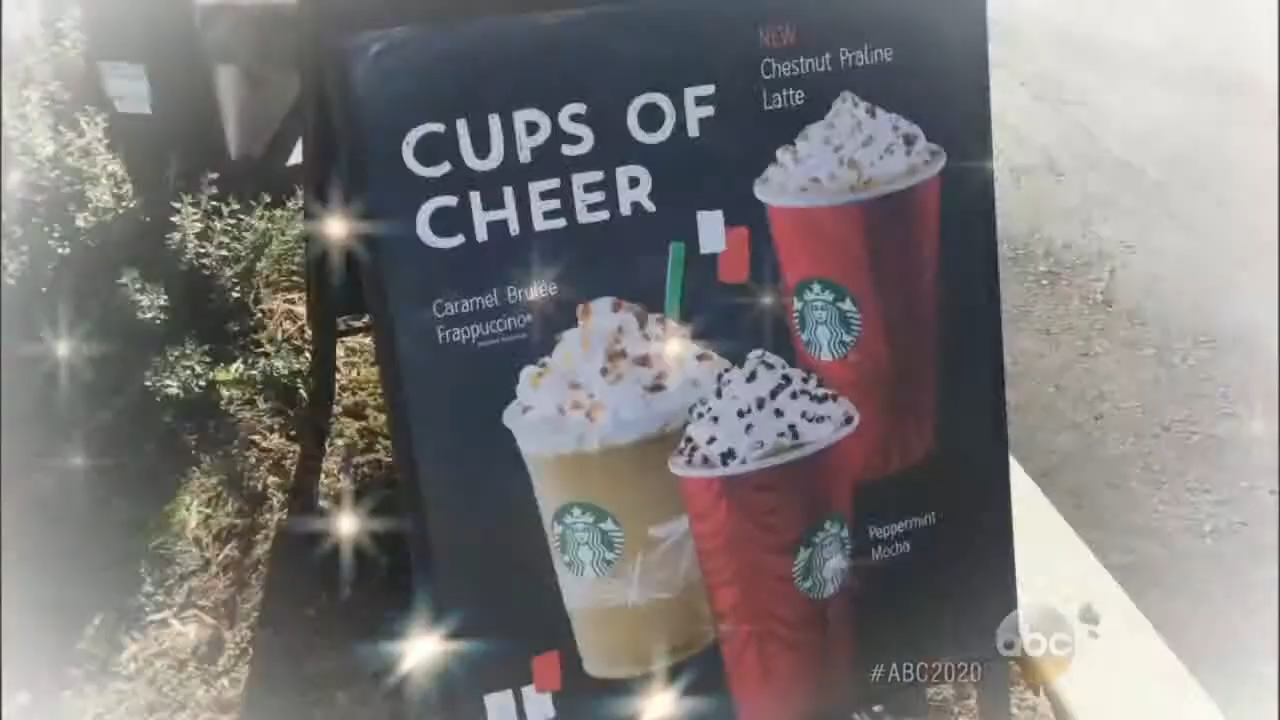 NEW
Chestnut Praline
Latte
CUPS OF
CHEER
Caramel Brulée
Frappuccino®
Peppermint
Mocha
abc
#ABC2020